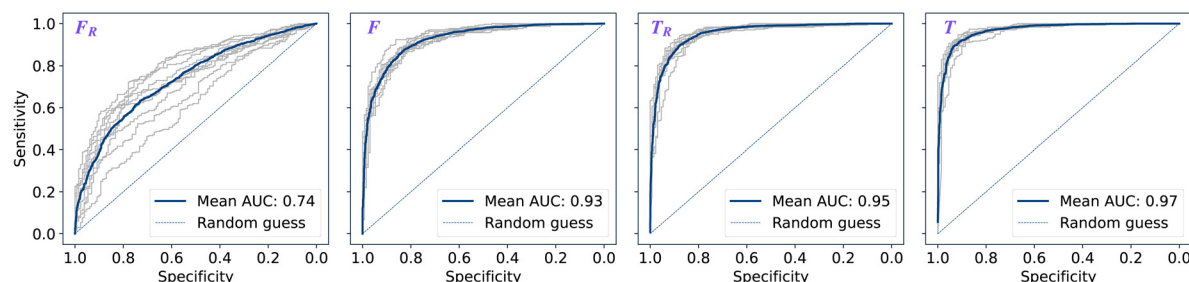 F_R
F
T_R
T
Sensitivity
1.0
0.8
0.6
0.4
0.2
0.0
Mean AUC: 0.74
Random guess
Mean AUC: 0.93
Random guess
Mean AUC: 0.95
Random guess
Mean AUC: 0.97
Random guess
1.0 0.8 0.6 0.4 0.2 0.0
1.0 0.8 0.6 0.4 0.2 0.0
1.0 0.8 0.6 0.4 0.2 0.0
1.0 0.8 0.6 0.4 0.2 0.0
Specificity
Specificity
Specificity
Specificity